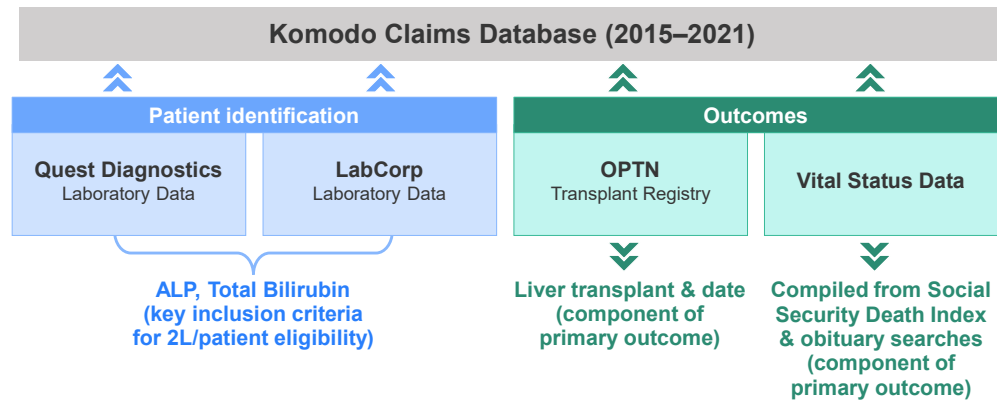 Komodo Claims Database (2015–2021)
Patient identification
Quest Diagnostics
Laboratory Data
LabCorp
Laboratory Data
ALP, Total Bilirubin
(key inclusion criteria
for 2L/patient eligibility)
Outcomes
OPTN
Transplant Registry
Vital Status Data
Liver transplant & date
(component of
primary outcome)
Compiled from Social
Security Death Index
& obituary searches
(component of
primary outcome)